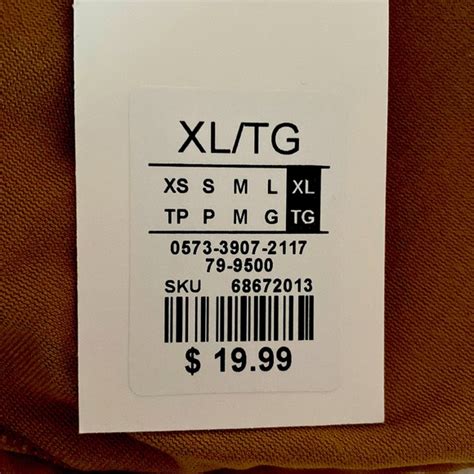 XL/TG
XS S M L XL
TP P M G TG
0573-3907-2117
79-9500
SKU 68672013
$ 19.99